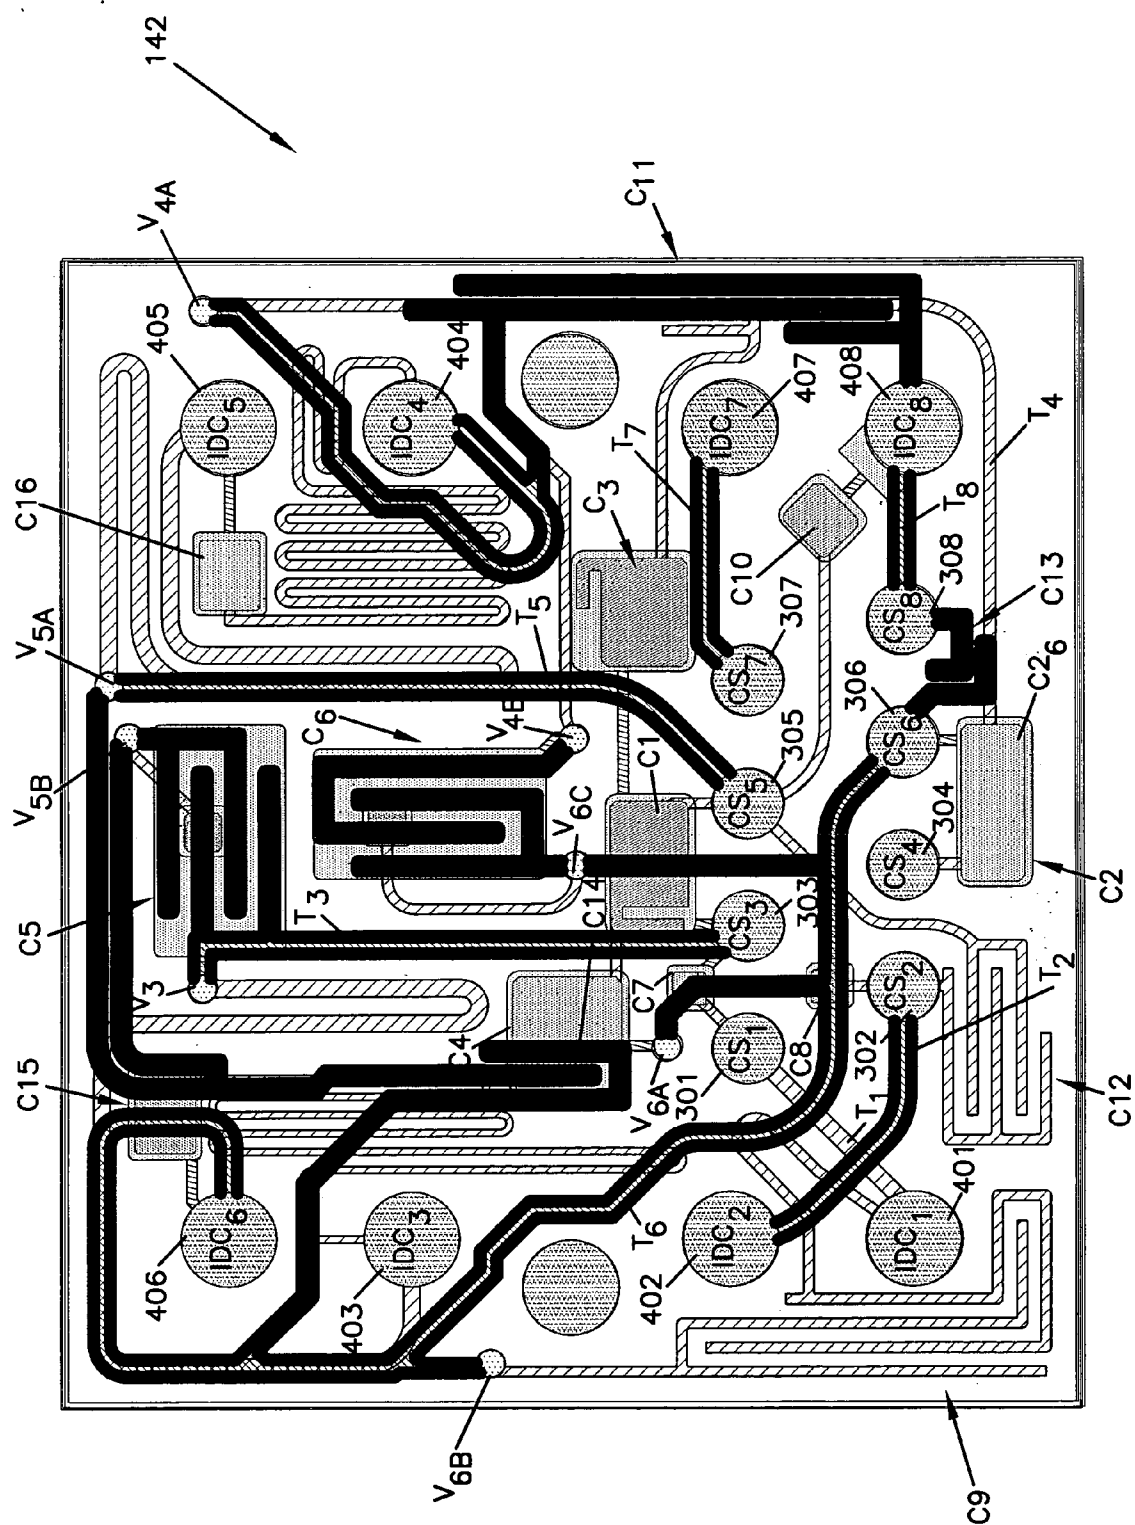 142
V4A
C11
405
C16
404
407
408
IDC5
IDC4
IDC7
IDC8
T4
T7
T8
C3
C10
308
C13
C26
V5A
T5
307
CS8
CS7
306
C6
V4B
305
CS6
V5B
C1
CS5
304
V6C
CS4
C2
C5
T3
C14
303
CS3
V3
C7
CS2
T2
C4
C8
302
CS1
C15
V6A
301
C12
T1
401
406
IDC6
IDC3
IDC2
IDC1
T6
402
403
V6B
C9